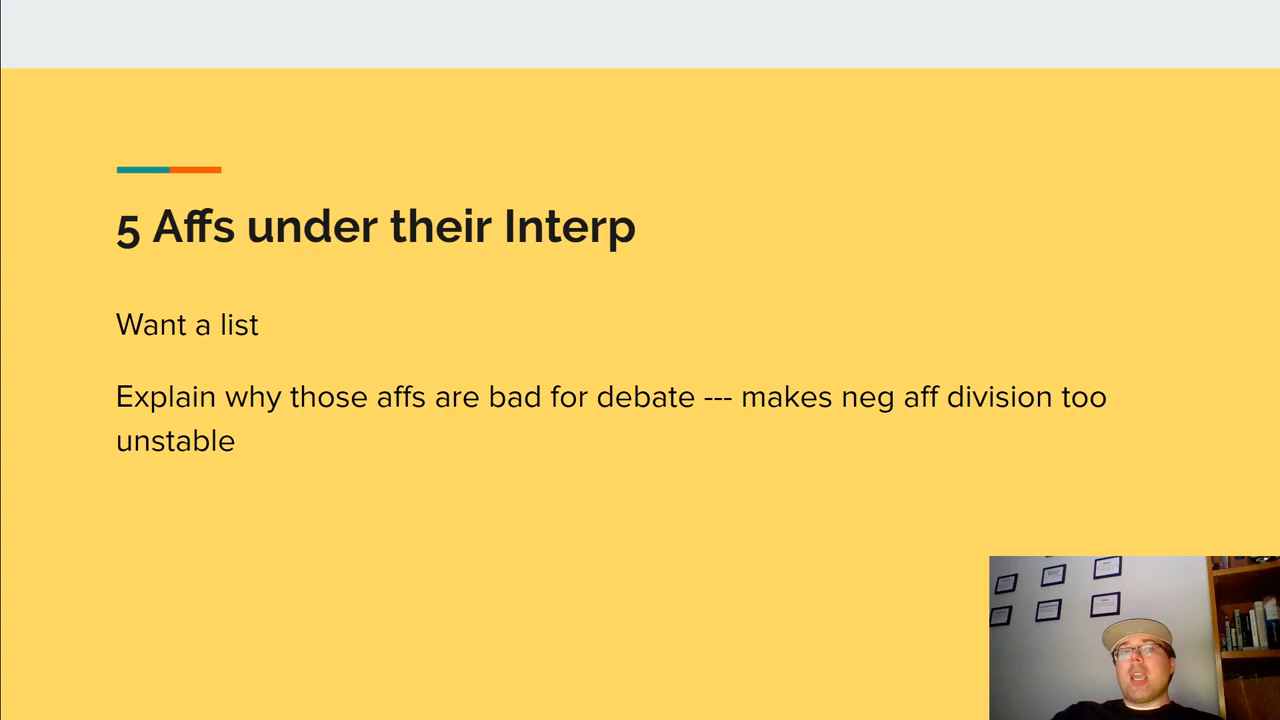 5 Affs under their Interp
Want a list
Explain why those affs are bad for debate --- makes neg aff division too
unstable